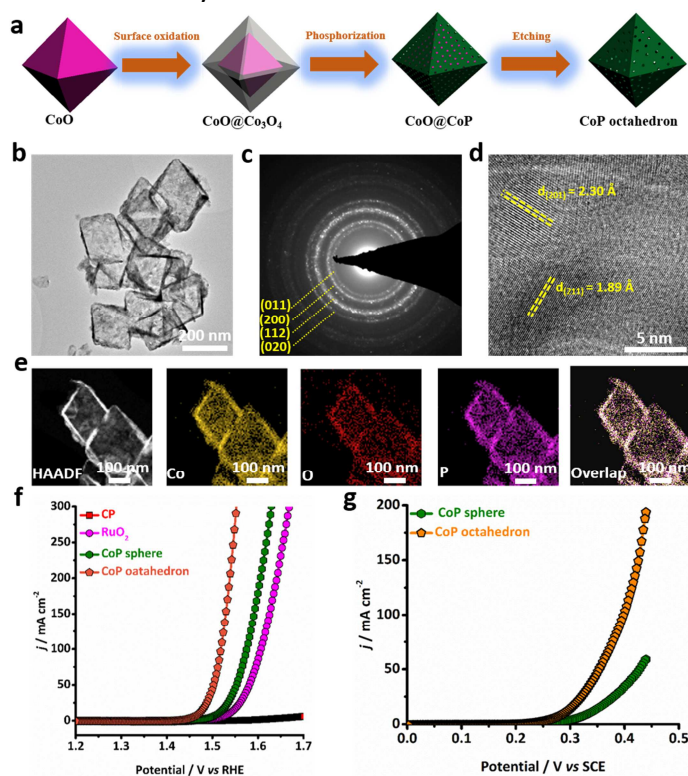 a
Surface oxidation
Phosphorization
Etching
CoO
CoO@Co₃O₄
CoO@CoP
CoP octahedron
b
200 nm
c
(011)
(200)
(112)
(020)
d
d(201) = 2.30 Å
d(211) = 1.89 Å
5 nm
e
HAADF
100 nm
Co
100 nm
O
100 nm
P
100 nm
Overlap
100 nm
f
300
250
200
150
100
50
0
j / mA cm⁻²
CP
RuO₂
CoP sphere
CoP oatahedron
1.2
1.3
1.4
1.5
1.6
1.7
Potential / V vs RHE
g
200
150
100
50
0
j / mA cm⁻²
CoP sphere
CoP octahedron
0.0
0.1
0.2
0.3
0.4
0.5
Potential / V vs SCE